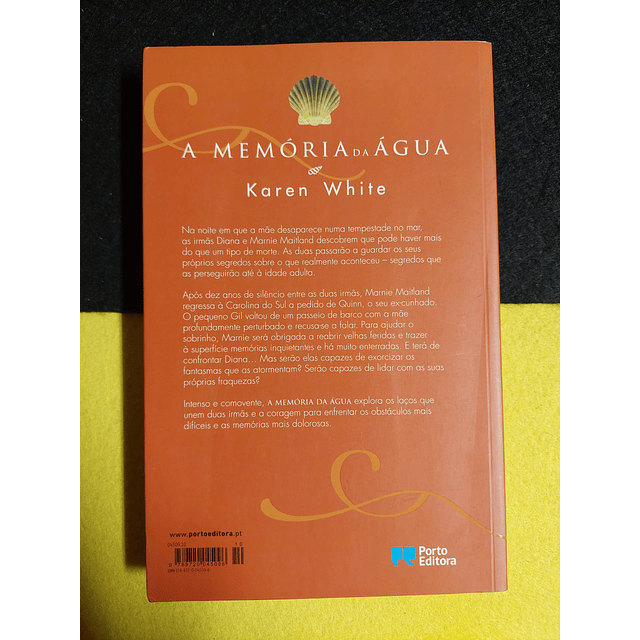 A MEMÓRIA DA ÁGUA
Karen White
Na noite em que a mãe desaparece numa tempestade no mar,
as irmãs Diana e Marnie Maitland descobrem que pode haver mais
do que um tipo de morte. As duas passarão a guardar os seus
próprios segredos sobre o que realmente aconteceu – segredos que
as perseguirão até à idade adulta.
Após dez anos de silêncio entre as duas irmãs, Marnie Maitland
regressa à Carolina do Sul a pedido de Quinn, o seu ex-cunhado.
O pequeno Gil voltou de um passeio de barco com a mãe
profundamente perturbado e recusa-se a falar. Para ajudar o
sobrinho, Marnie será obrigada a reabrir velhas feridas e trazer
à superfície memórias inquietantes e há muito enterradas. E terá de
confrontar Diana... Mas serão elas capazes de exorcizar os
fantasmas que as atormentam? Serão capazes de lidar com as suas
próprias fraquezas?
Intenso e comovente, A MEMÓRIA DA ÁGUA explora os laços que
unem duas irmãs e a coragem para enfrentar os obstáculos mais
difíceis e as memórias mais dolorosas.
www.portoeditora.pt
10
Porto
Editora